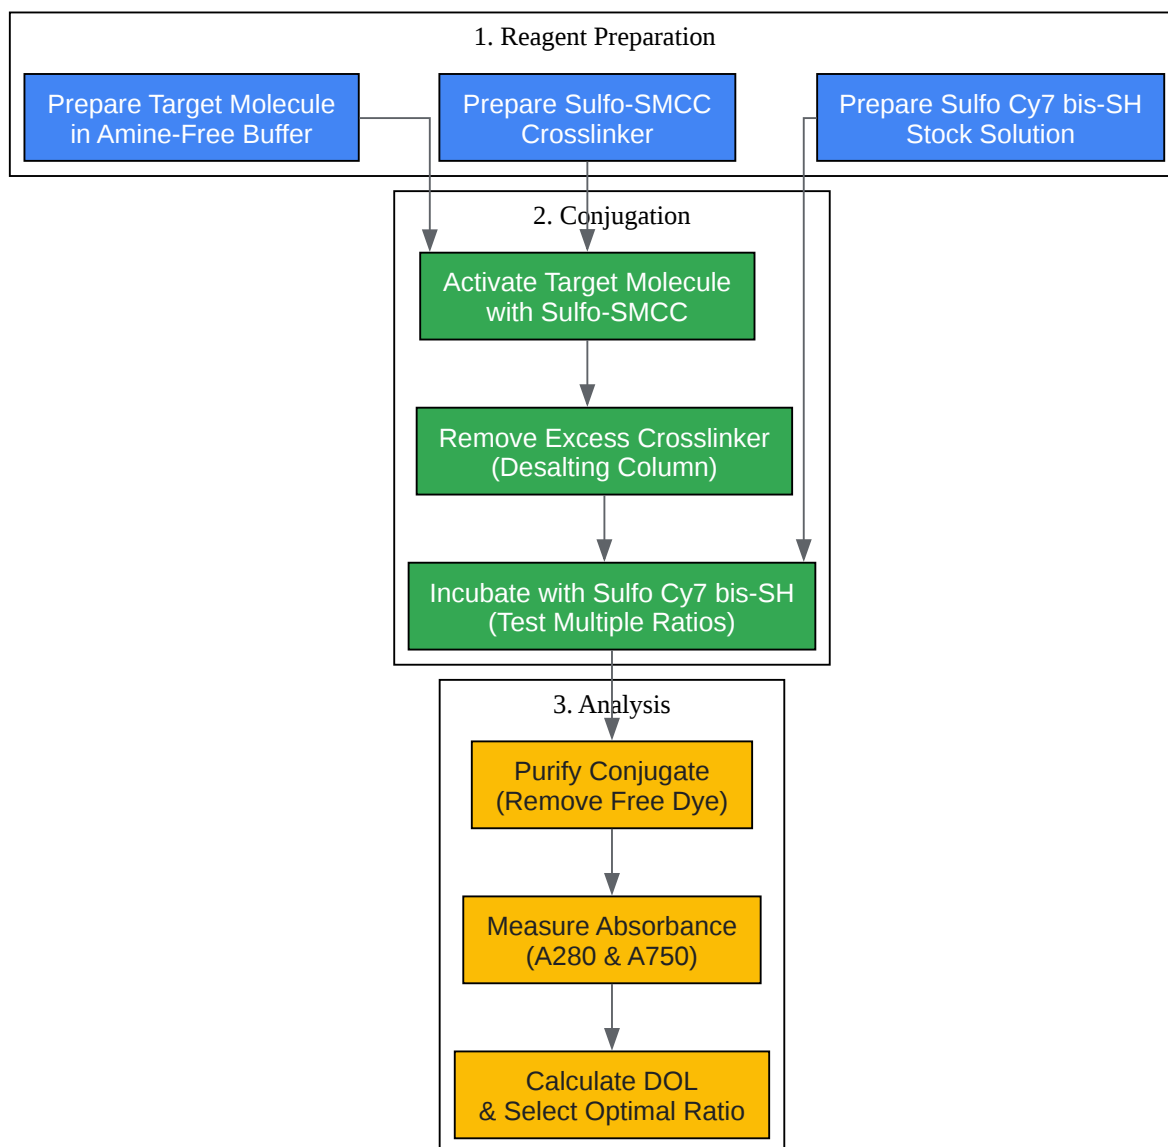 1. Reagent Preparation
Prepare Target Molecule
in Amine-Free Buffer
Prepare Sulfo-SMCC
Crosslinker
Prepare Sulfo Cy7 bis-SH
Stock Solution
2. Conjugation
Activate Target Molecule
with Sulfo-SMCC
Remove Excess Crosslinker
(Desalting Column)
Incubate with Sulfo Cy7 bis-SH
(Test Multiple Ratios)
3. Analysis
Purify Conjugate
(Remove Free Dye)
Measure Absorbance
(A280 & A750)
Calculate DOL
& Select Optimal Ratio